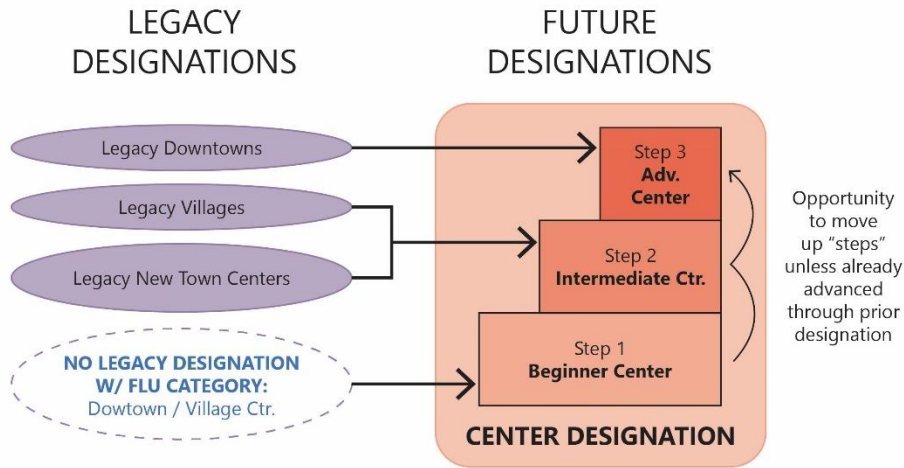 LEGACY
DESIGNATIONS
FUTURE
DESIGNATIONS
Legacy Downtowns
Legacy Villages
Legacy New Town Centers
NO LEGACY DESIGNATION
W/ FLU CATEGORY:
Dowtown / Village Ctr.
Step 3
Adv.
Center
Step 2
Intermediate Ctr.
Step 1
Beginner Center
CENTER DESIGNATION
Opportunity
to move
up “steps”
unless already
advanced
through prior
designation